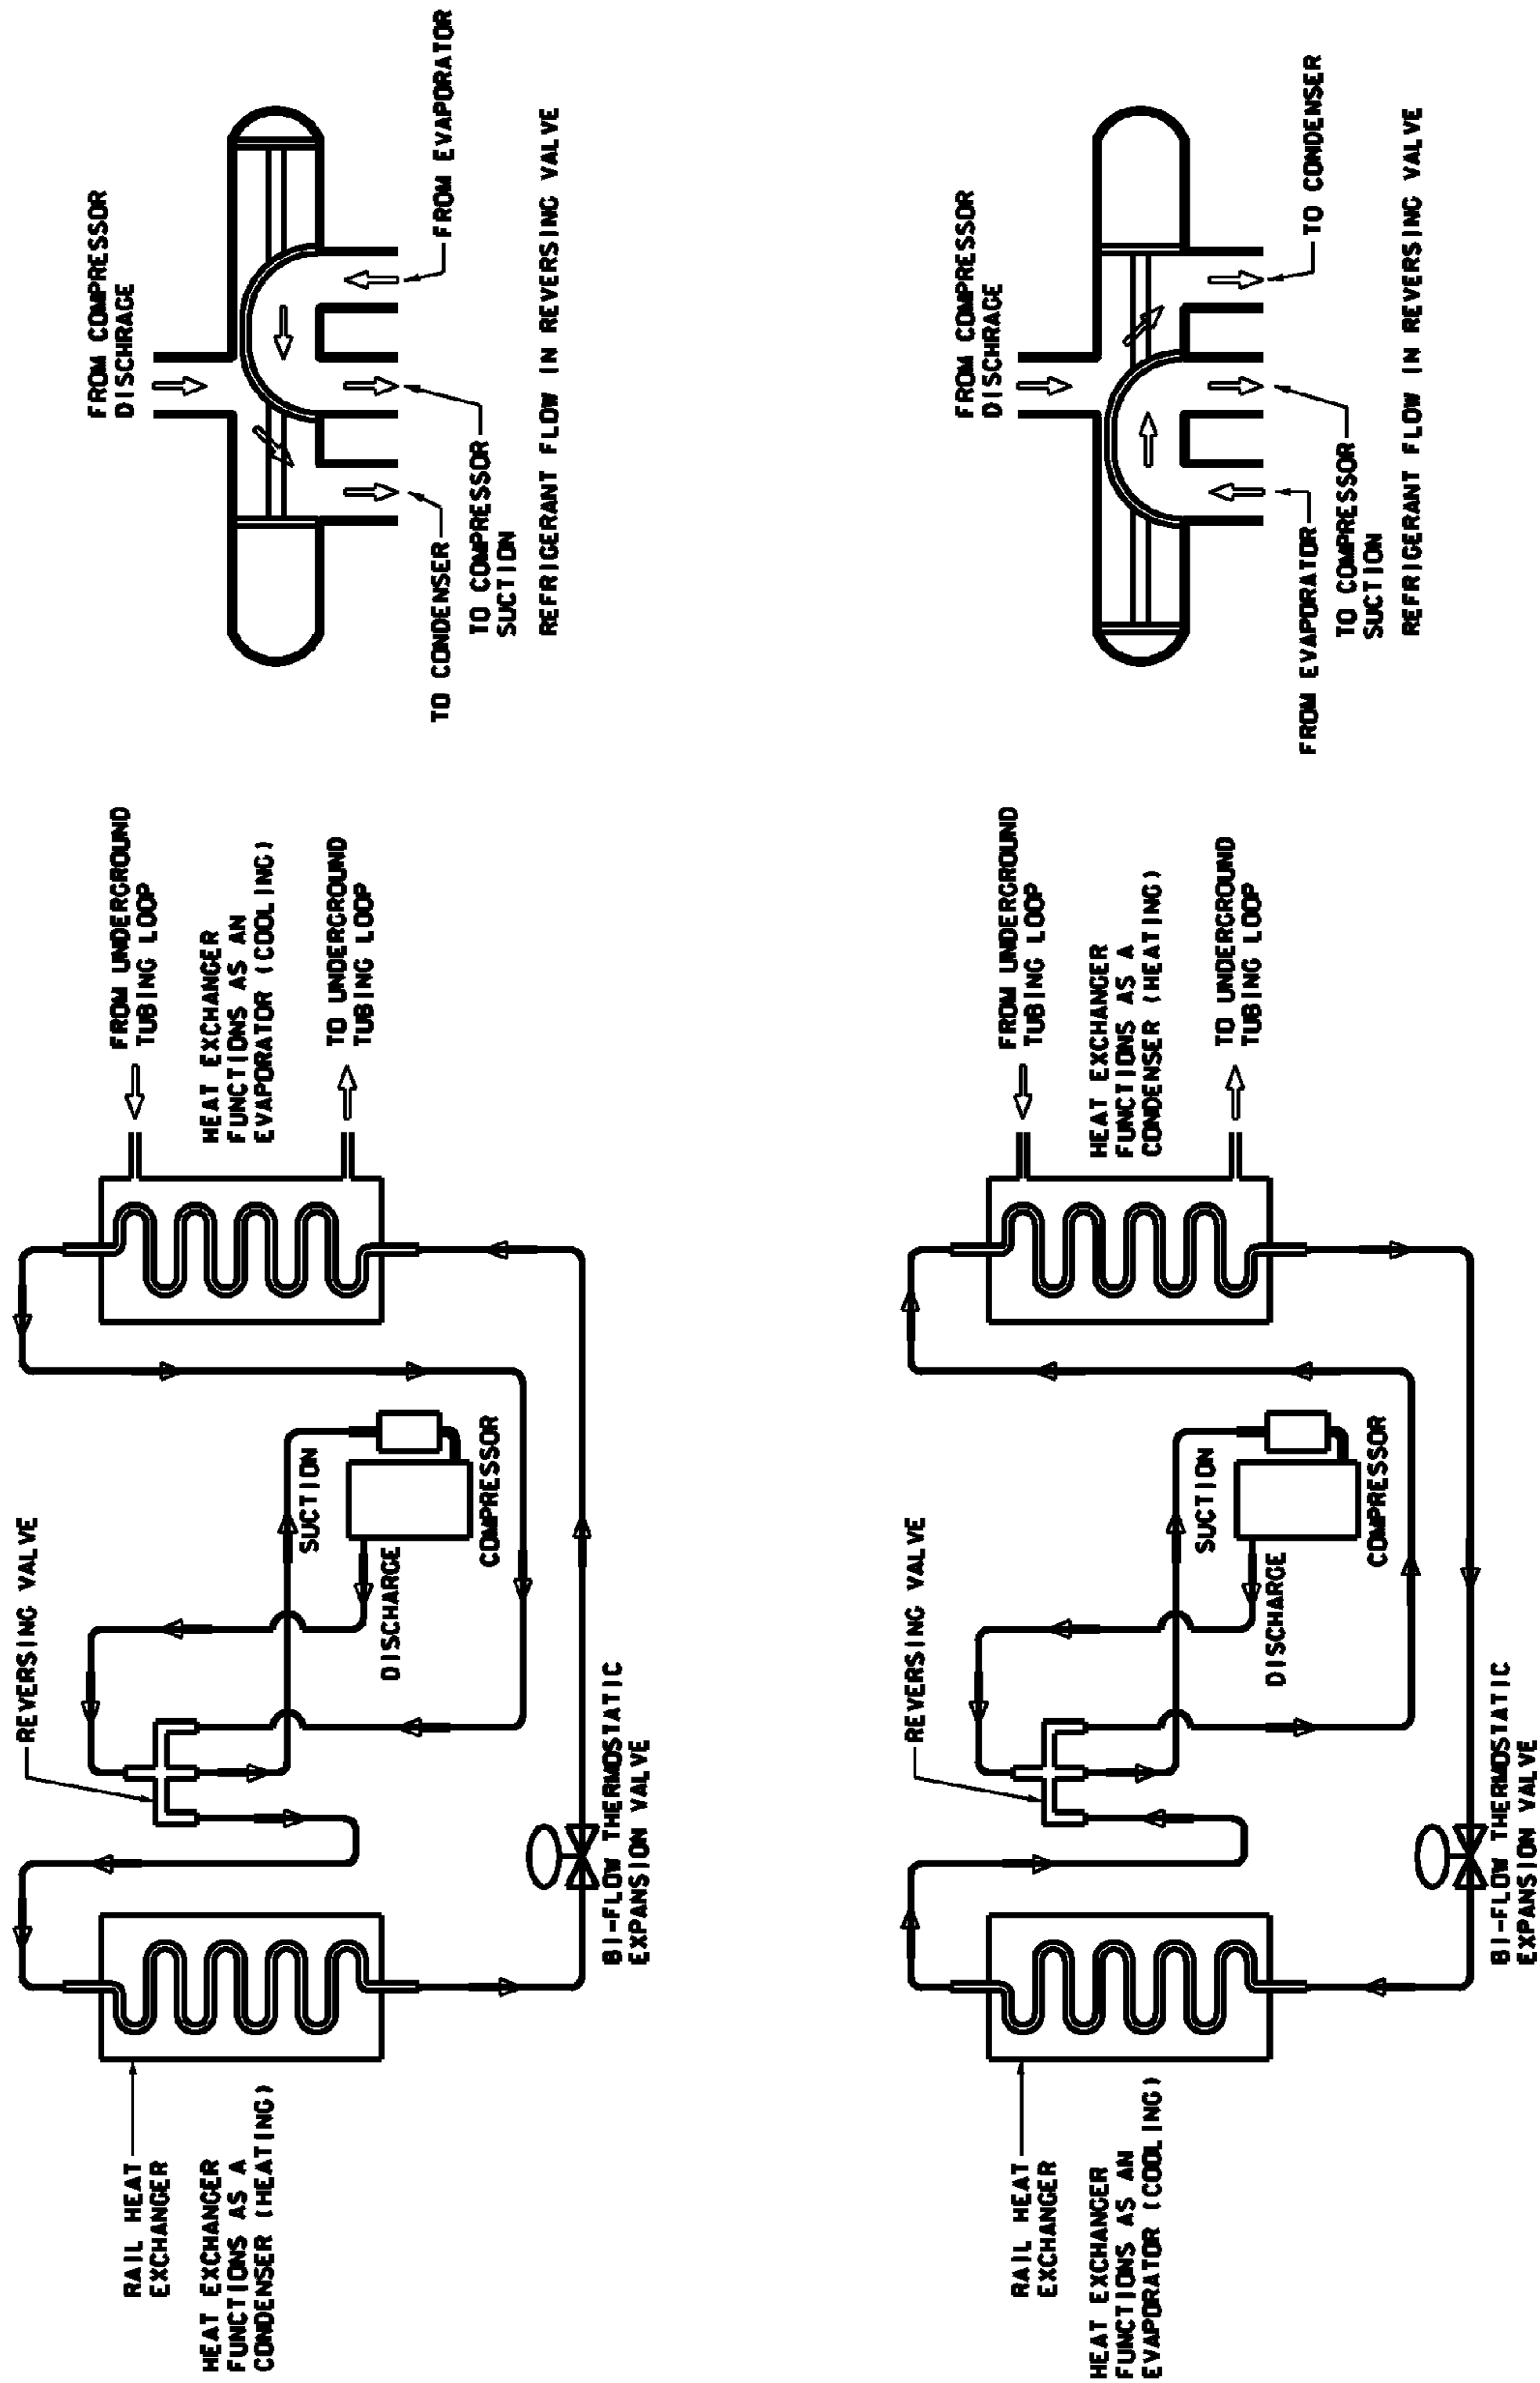 REVERSING VALVE
RAIL HEAT
EXCHANGER
HEAT EXCHANGER
FUNCTIONS AS A
CONDENSER (HEATING)
SUCTION
DISCHARGE
COMPRESSOR
BI-FLOW THERMOSTATIC
EXPANSION VALVE
FROM UNDERGROUND
TUBING LOOP
HEAT EXCHANGER
FUNCTIONS AS AN
EVAPORATOR (COOLING)
TO UNDERGROUND
TUBING LOOP
FROM COMPRESSOR
DISCHRAGE
TO CONDENSER
FROM EVAPORATOR
TO COMPRESSOR
SUCTION
REFRIGERANT FLOW IN REVERSING VALVE
REVERSING VALVE
RAIL HEAT
EXCHANGER
HEAT EXCHANGER
FUNCTIONS AS AN
EVAPORATOR (COOLING)
SUCTION
DISCHARGE
COMPRESSOR
BI-FLOW THERMOSTATIC
EXPANSION VALVE
FROM UNDERGROUND
TUBING LOOP
HEAT EXCHANGER
FUNCTIONS AS A
CONDENSER (HEATING)
TO UNDERGROUND
TUBING LOOP
FROM COMPRESSOR
DISCHRAGE
FROM EVAPORATOR
TO CONDENSER
TO COMPRESSOR
SUCTION
REFRIGERANT FLOW IN REVERSING VALVE